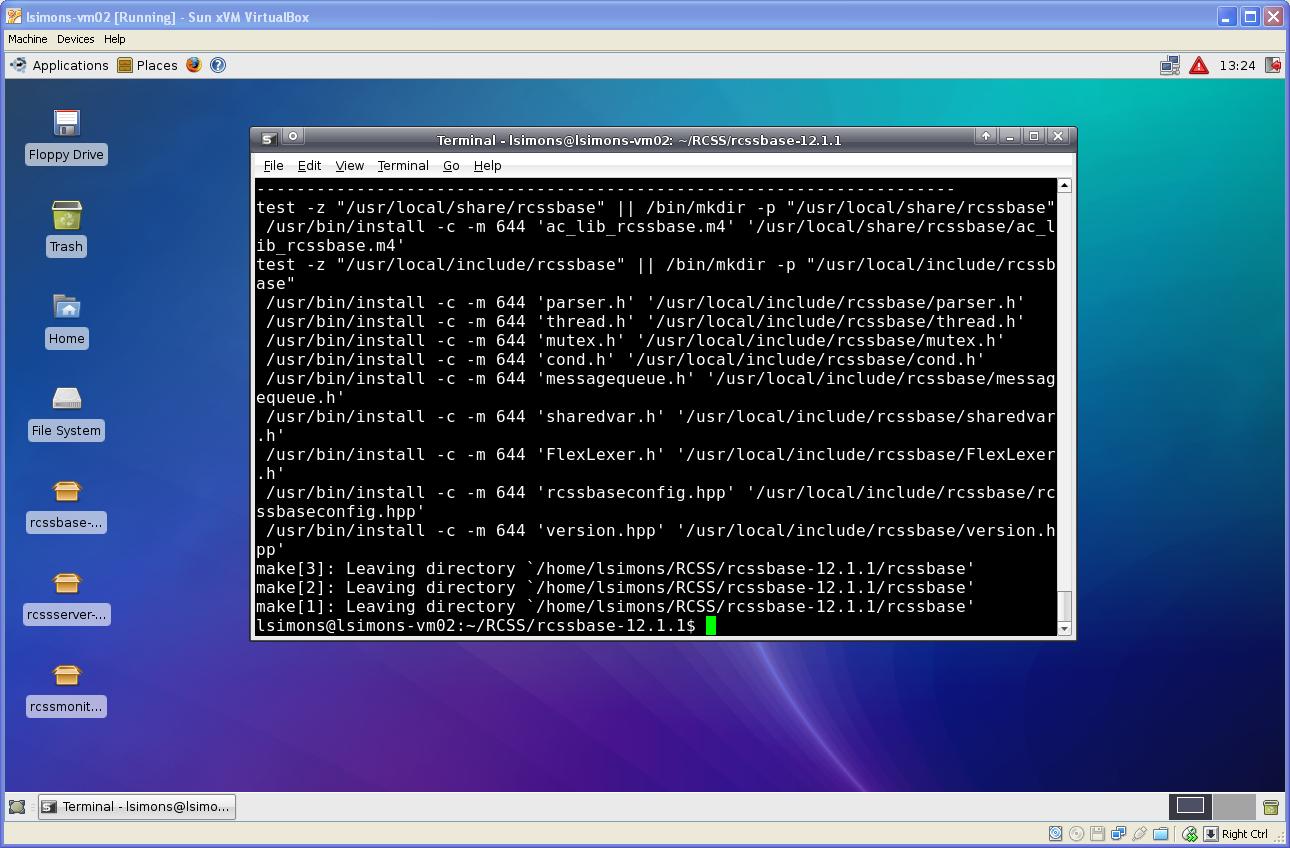 lsimons-vm02 [Running] - Sun xVM VirtualBox
Machine Devices Help
Applications Places 13:24
Floppy Drive
Trash
Home
File System
rcssbase-...
rcssserver-...
rcssmonit...
Terminal - lsimons@lsimons-vm02: ~/RCSS/rcssbase-12.1.1
File Edit View Terminal Go Help
----------------------------------------------------------------------
test -z "/usr/local/share/rcssbase" || /bin/mkdir -p "/usr/local/share/rcssbase"
 /usr/bin/install -c -m 644 'ac_lib_rcssbase.m4' '/usr/local/share/rcssbase/ac_l
ib_rcssbase.m4'
test -z "/usr/local/include/rcssbase" || /bin/mkdir -p "/usr/local/include/rcssb
ase"
 /usr/bin/install -c -m 644 'parser.h' '/usr/local/include/rcssbase/parser.h'
 /usr/bin/install -c -m 644 'thread.h' '/usr/local/include/rcssbase/thread.h'
 /usr/bin/install -c -m 644 'mutex.h' '/usr/local/include/rcssbase/mutex.h'
 /usr/bin/install -c -m 644 'cond.h' '/usr/local/include/rcssbase/cond.h'
 /usr/bin/install -c -m 644 'messagqueue.h' '/usr/local/include/rcssbase/messag
equeue.h'
 /usr/bin/install -c -m 644 'sharedvar.h' '/usr/local/include/rcssbase/sharedvar
.h'
 /usr/bin/install -c -m 644 'FlexLexer.h' '/usr/local/include/rcssbase/FlexLexer
.h'
 /usr/bin/install -c -m 644 'rcssbaseconfig.hpp' '/usr/local/include/rcssbase/rc
ssbaseconfig.hpp'
 /usr/bin/install -c -m 644 'version.hpp' '/usr/local/include/rcssbase/version.h
pp'
make[3]: Leaving directory `/home/lsimons/RCSS/rcssbase-12.1.1/rcssbase'
make[2]: Leaving directory `/home/lsimons/RCSS/rcssbase-12.1.1/rcssbase'
make[1]: Leaving directory `/home/lsimons/RCSS/rcssbase-12.1.1/rcssbase'
lsimons@lsimons-vm02:~/RCSS/rcssbase-12.1.1$
Terminal - lsimons@lsimo...
Right Ctrl